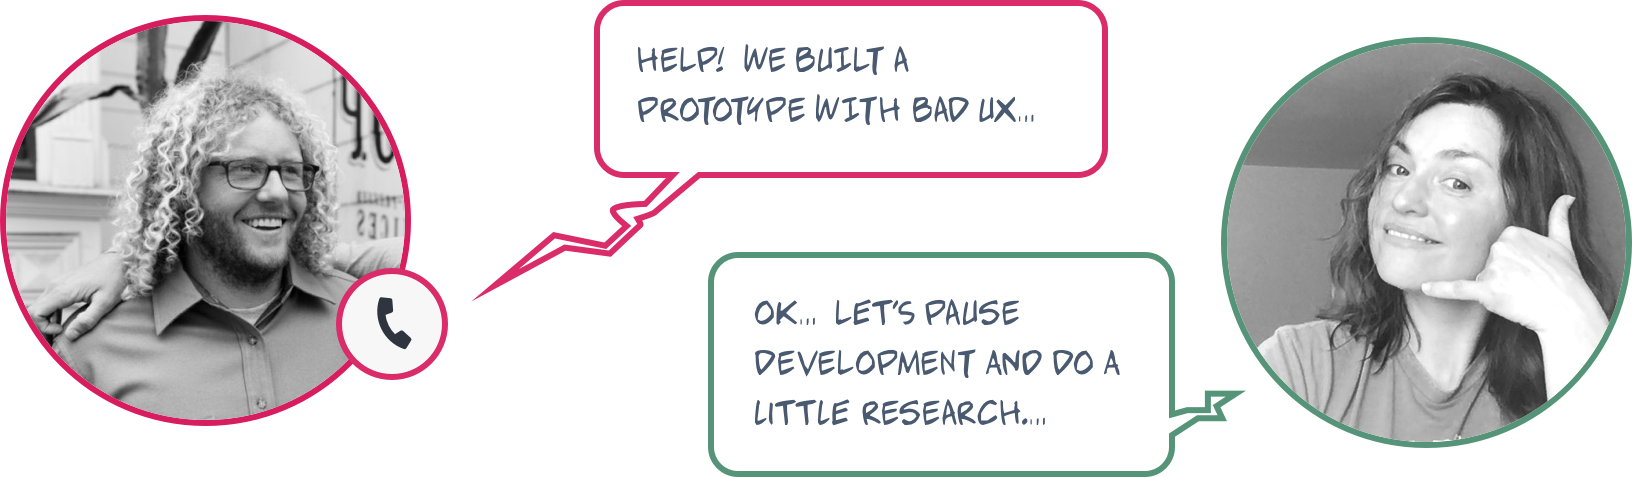 HELP! WE BUILT A
PROTOTYPE WITH BAD UX...
OK... LET'S PAUSE
DEVELOPMENT AND DO A
LITTLE RESEARCH....